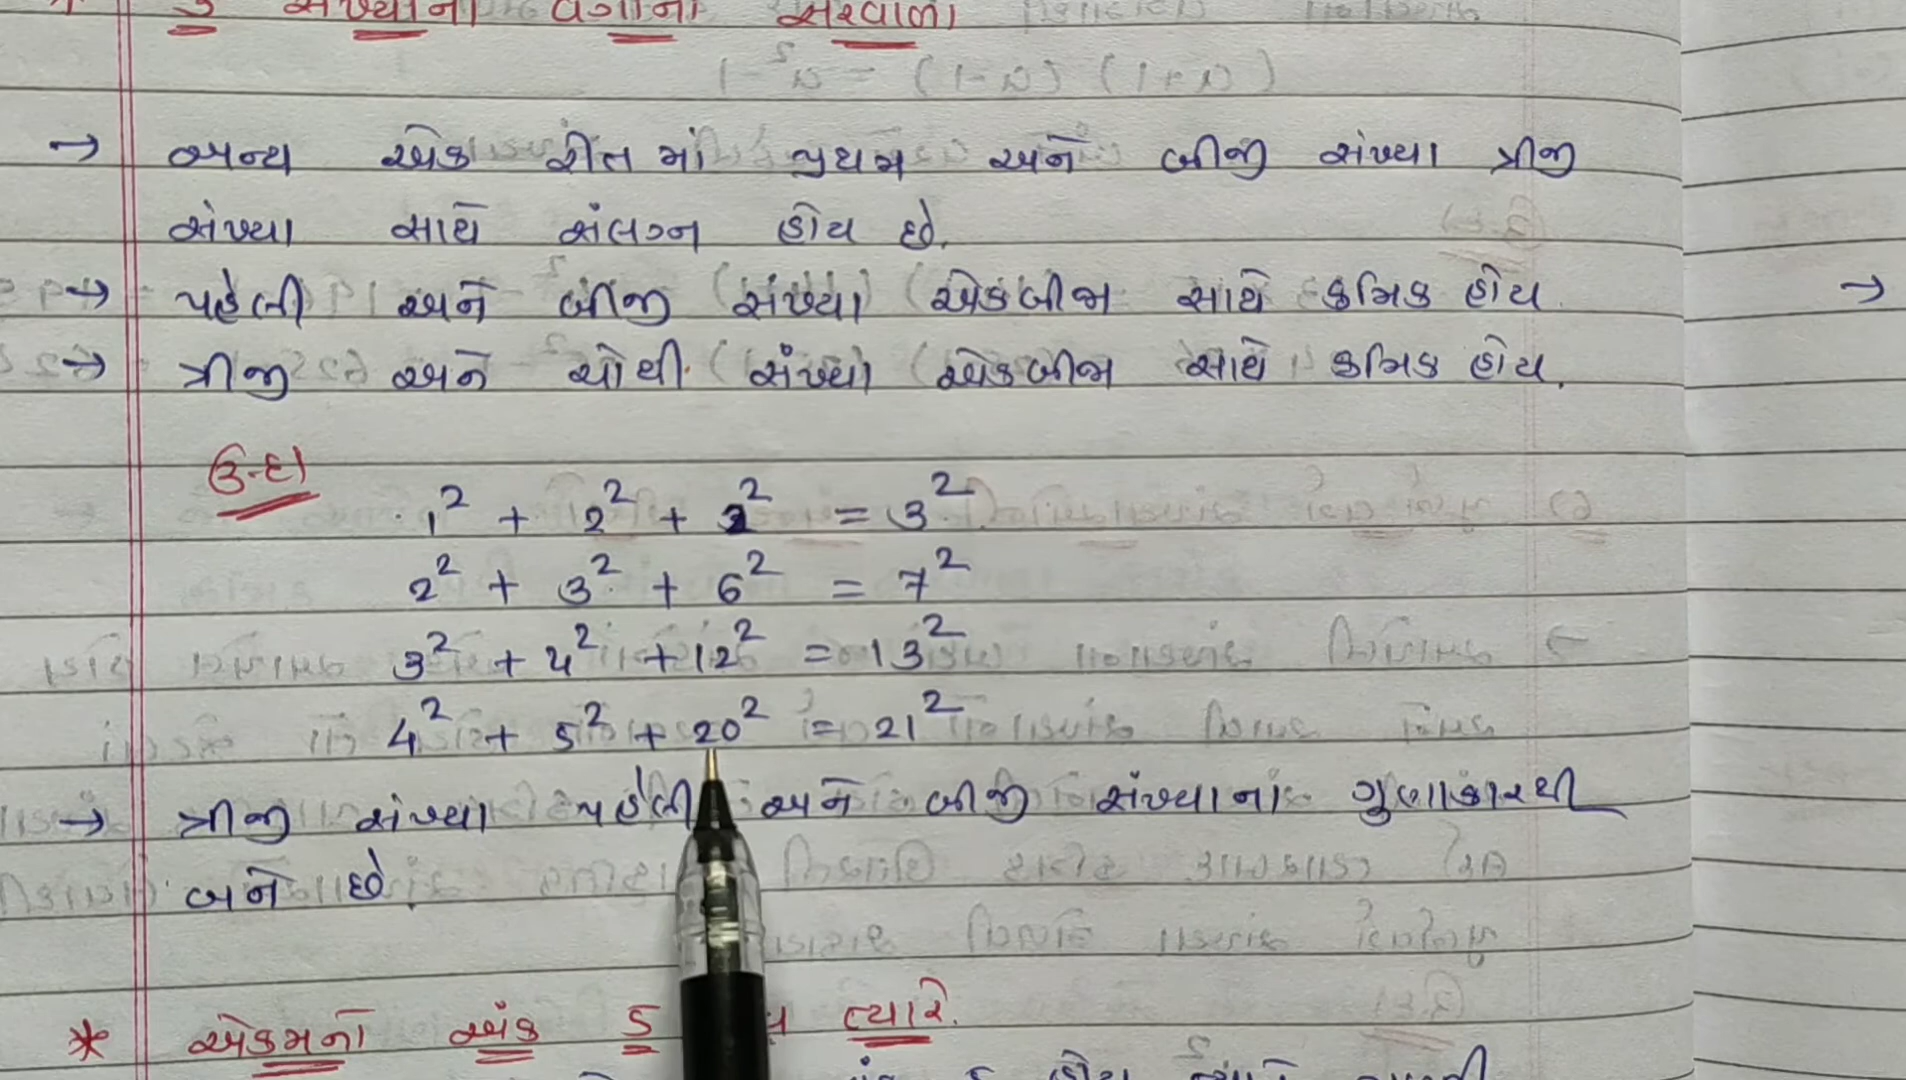 3 સંખ્યાના વર્ગોનો સરવાળો
→ અન્ય એક રીત માં પ્રથમ અને બીજી સંખ્યા ત્રીજી
સંખ્યા સાથે સંલગ્ન હોય છે.
→ પહેલી અને બીજી સંખ્યા એકબીજા સાથે ક્રમિક હોય
→ ત્રીજી અને ચોથી સંખ્યા એકબીજા સાથે ક્રમિક હોય.
ઉ.દા
1² + 2² + 2² = 3²
2² + 3² + 6² = 7²
3² + 4² + 12² = 13²
4² + 5² + 20² = 21²
→ ત્રીજી સંખ્યા પહેલી અને બીજી સંખ્યાનાં ગુણાકારથી
બને છે.
* એકમનો અંક 5 ત્યારે.